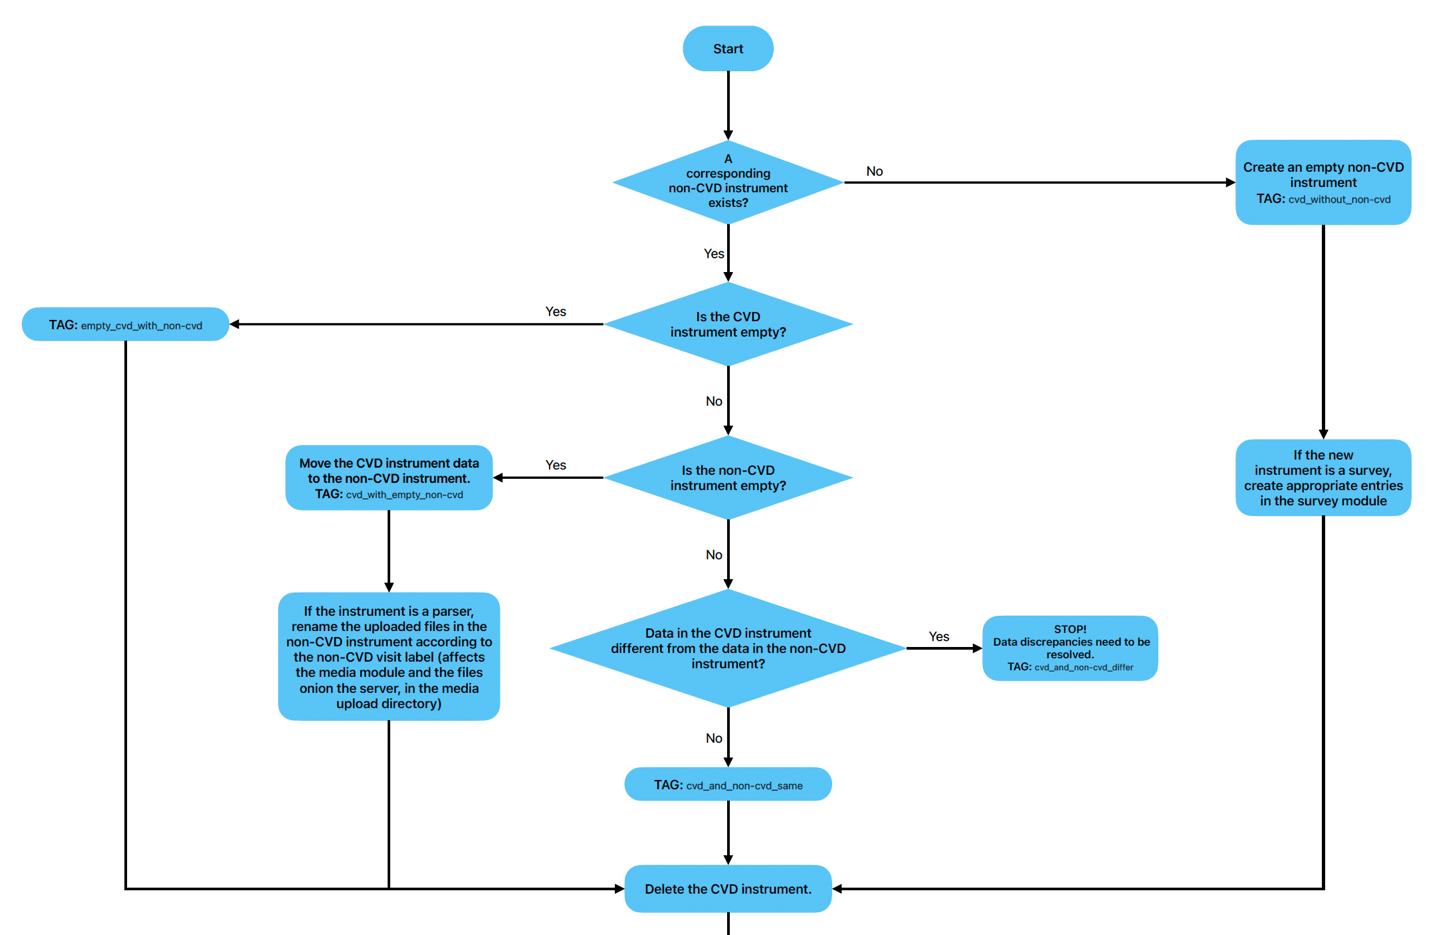 Start
A
corresponding
non-CVD instrument
exists?
No
Create an empty non-CVD
instrument
TAG: cvd_without_non-cvd
Yes
Is the CVD
instrument empty?
Yes
TAG: empty_cvd_with_non-cvd
No
Is the non-CVD
instrument empty?
Yes
Move the CVD instrument data
to the non-CVD instrument.
TAG: cvd_with_empty_non-cvd
If the new
instrument is a survey,
create appropriate entries
in the survey module
No
If the instrument is a parser,
rename the uploaded files in the
non-CVD instrument according to
the non-CVD visit label (affects
the media module and the files
onion the server, in the media
upload directory)
Data in the CVD instrument
different from the data in the non-CVD
instrument?
Yes
STOP!
Data discrepancies need to be
resolved.
TAG: cvd_and_non-cvd_differ
No
TAG: cvd_and_non-cvd_same
Delete the CVD instrument.